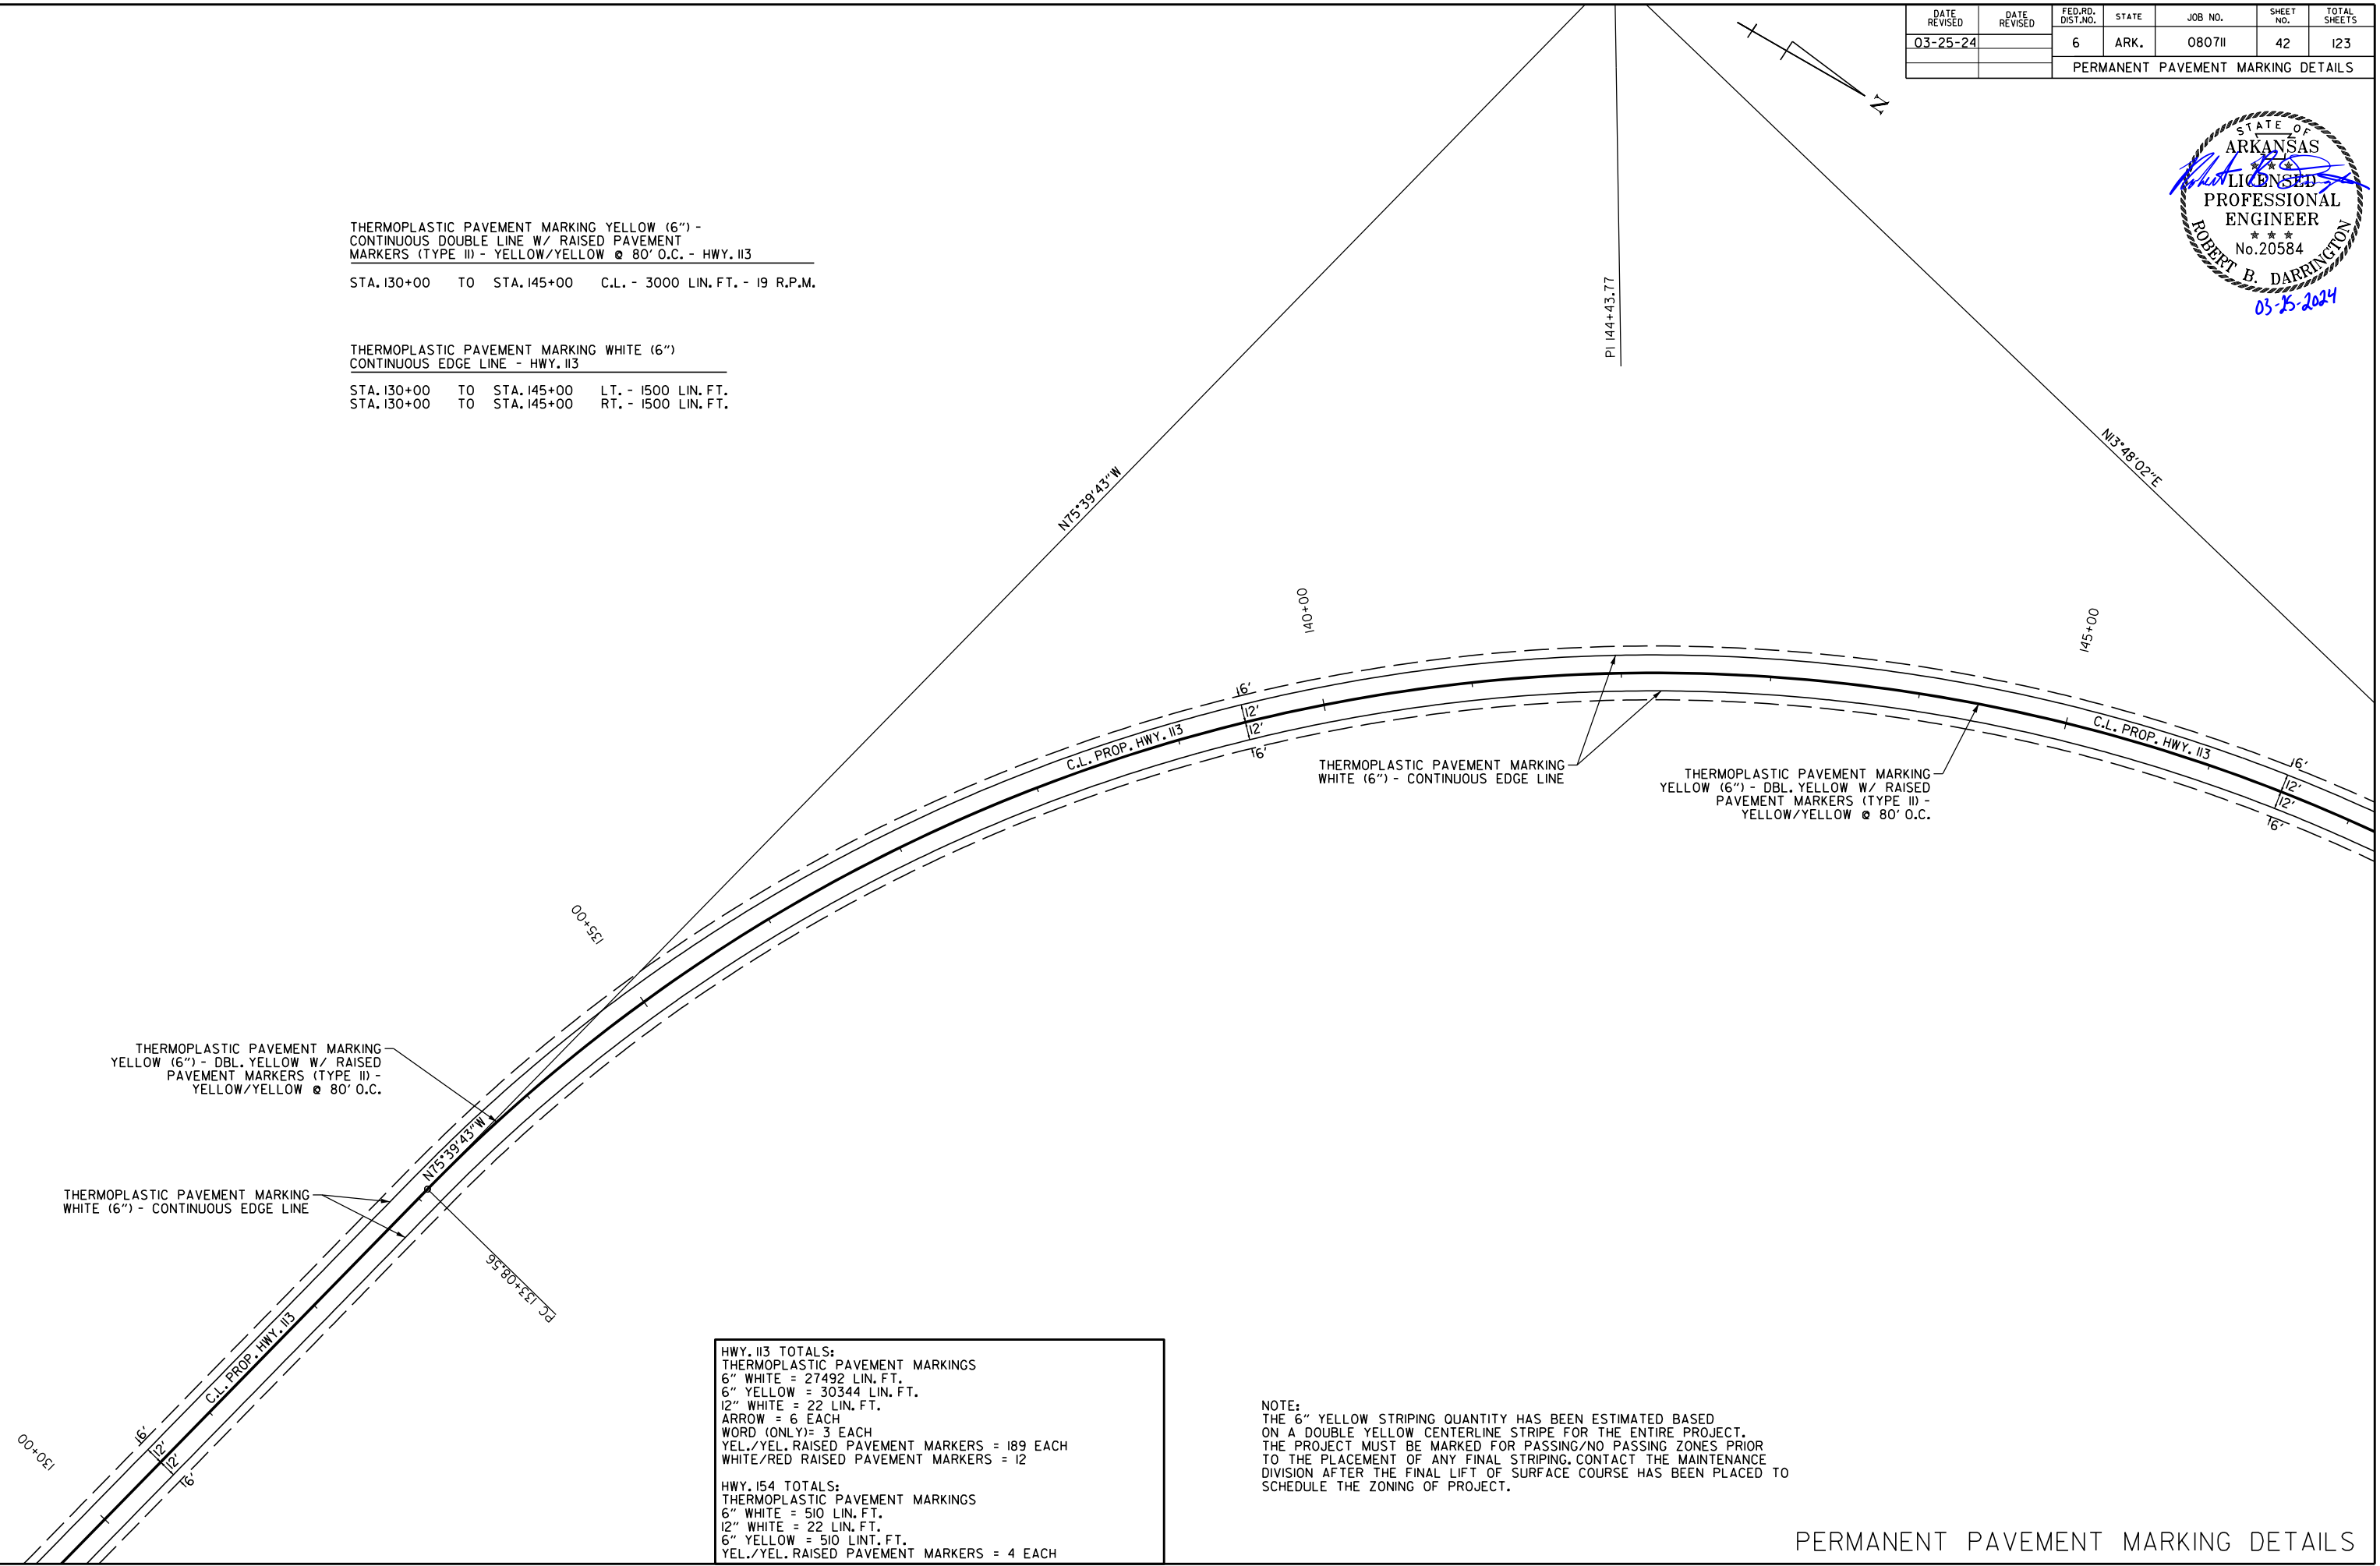 DATE REVISED
DATE REVISED
FED.RD. DIST.NO.
STATE
JOB NO.
SHEET NO.
TOTAL SHEETS
03-25-24
6
ARK.
080711
42
123
PERMANENT PAVEMENT MARKING DETAILS
N
STATE OF
ARKANSAS
LICENSED
PROFESSIONAL
ENGINEER
No.20584
ROBERT B. DARRINGTON
03-25-2024
THERMOPLASTIC PAVEMENT MARKING YELLOW (6") -
CONTINUOUS DOUBLE LINE W/ RAISED PAVEMENT
MARKERS (TYPE II) - YELLOW/YELLOW @ 80' O.C. - HWY. 113
STA. 130+00 TO STA. 145+00 C.L. - 3000 LIN. FT. - 19 R.P.M.
THERMOPLASTIC PAVEMENT MARKING WHITE (6")
CONTINUOUS EDGE LINE - HWY. 113
STA. 130+00 TO STA. 145+00 LT. - 1500 LIN. FT.
STA. 130+00 TO STA. 145+00 RT. - 1500 LIN. FT.
PI 144+43.77
N75°39'43"W
N13°48'02"E
140+00
145+00
16'
12'
12'
16'
C.L. PROP. HWY. 113
C.L. PROP. HWY. 113
16'
12'
12'
16'
THERMOPLASTIC PAVEMENT MARKING
WHITE (6") - CONTINUOUS EDGE LINE
THERMOPLASTIC PAVEMENT MARKING
YELLOW (6") - DBL. YELLOW W/ RAISED
PAVEMENT MARKERS (TYPE II) -
YELLOW/YELLOW @ 80' O.C.
135+00
THERMOPLASTIC PAVEMENT MARKING
YELLOW (6") - DBL. YELLOW W/ RAISED
PAVEMENT MARKERS (TYPE II) -
YELLOW/YELLOW @ 80' O.C.
N75°39'43"W
THERMOPLASTIC PAVEMENT MARKING
WHITE (6") - CONTINUOUS EDGE LINE
PC 133+08.56
C.L. PROP. HWY. 113
130+00
16'
12'
12'
16'
HWY. 113 TOTALS:
THERMOPLASTIC PAVEMENT MARKINGS
6" WHITE = 27492 LIN. FT.
6" YELLOW = 30344 LIN. FT.
12" WHITE = 22 LIN. FT.
ARROW = 6 EACH
WORD (ONLY)= 3 EACH
YEL./YEL. RAISED PAVEMENT MARKERS = 189 EACH
WHITE/RED RAISED PAVEMENT MARKERS = 12
HWY. 154 TOTALS:
THERMOPLASTIC PAVEMENT MARKINGS
6" WHITE = 510 LIN. FT.
12" WHITE = 22 LIN. FT.
6" YELLOW = 510 LINT. FT.
YEL./YEL. RAISED PAVEMENT MARKERS = 4 EACH
NOTE:
THE 6" YELLOW STRIPING QUANTITY HAS BEEN ESTIMATED BASED
ON A DOUBLE YELLOW CENTERLINE STRIPE FOR THE ENTIRE PROJECT.
THE PROJECT MUST BE MARKED FOR PASSING/NO PASSING ZONES PRIOR
TO THE PLACEMENT OF ANY FINAL STRIPING. CONTACT THE MAINTENANCE
DIVISION AFTER THE FINAL LIFT OF SURFACE COURSE HAS BEEN PLACED TO
SCHEDULE THE ZONING OF PROJECT.
PERMANENT PAVEMENT MARKING DETAILS